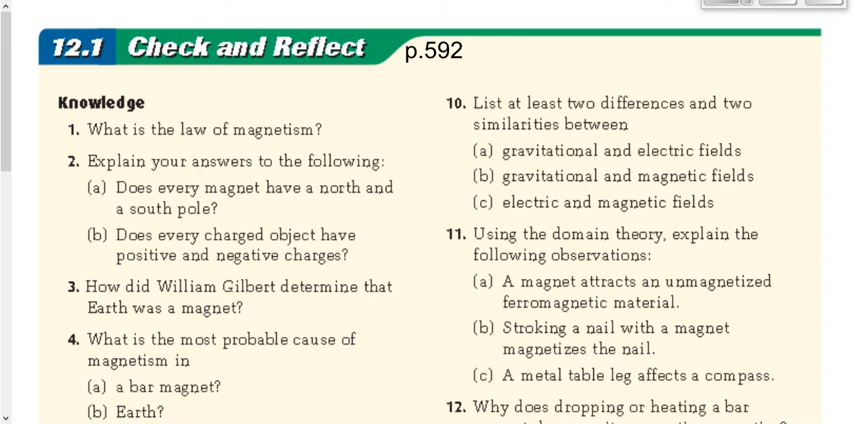 12.1 Check and Reflect p.592
Knowledge
1. What is the law of magnetism?
2. Explain your answers to the following:
(a) Does every magnet have a north and
a south pole?
(b) Does every charged object have
positive and negative charges?
3. How did William Gilbert determine that
Earth was a magnet?
4. What is the most probable cause of
magnetism in
(a) a bar magnet?
(b) Earth?
10. List at least two differences and two
similarities between
(a) gravitational and electric fields
(b) gravitational and magnetic fields
(c) electric and magnetic fields
11. Using the domain theory, explain the
following observations:
(a) A magnet attracts an unmagnetized
ferromagnetic material.
(b) Stroking a nail with a magnet
magnetizes the nail.
(c) A metal table leg affects a compass.
12. Why does dropping or heating a bar